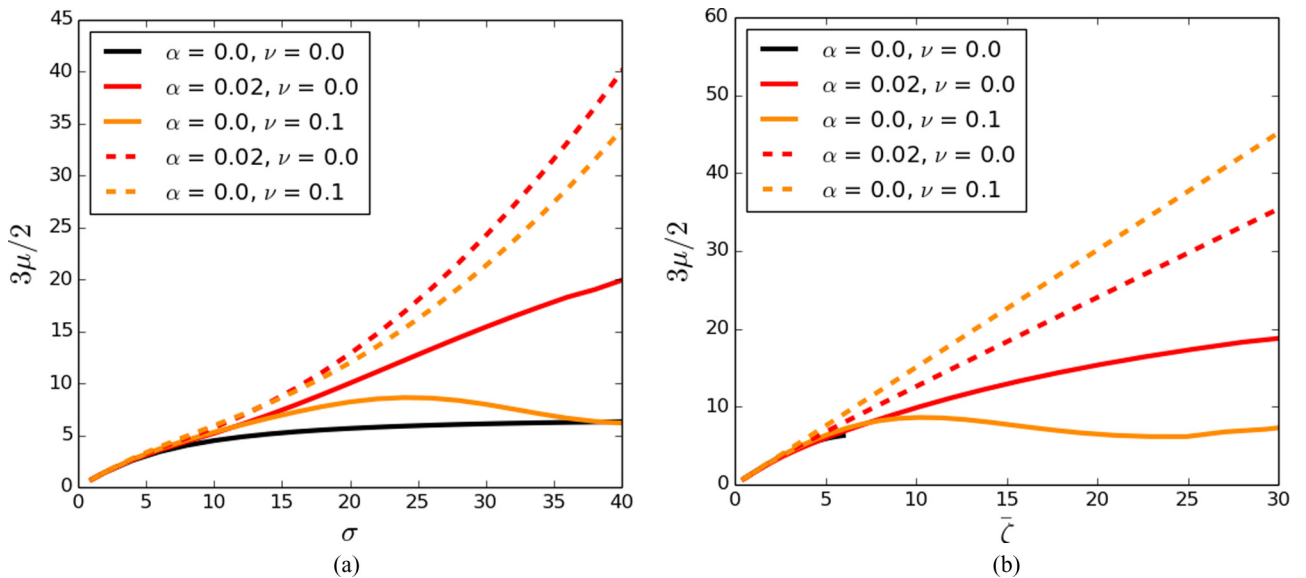 45
40
35
30
25
20
15
10
5
0
3μ/2
α = 0.0, ν = 0.0
α = 0.02, ν = 0.0
α = 0.0, ν = 0.1
α = 0.02, ν = 0.0
α = 0.0, ν = 0.1
0 5 10 15 20 25 30 35 40
σ
(a)
60
50
40
30
20
10
0
3μ/2
α = 0.0, ν = 0.0
α = 0.02, ν = 0.0
α = 0.0, ν = 0.1
α = 0.02, ν = 0.0
α = 0.0, ν = 0.1
0 5 10 15 20 25 30
ζ̄
(b)